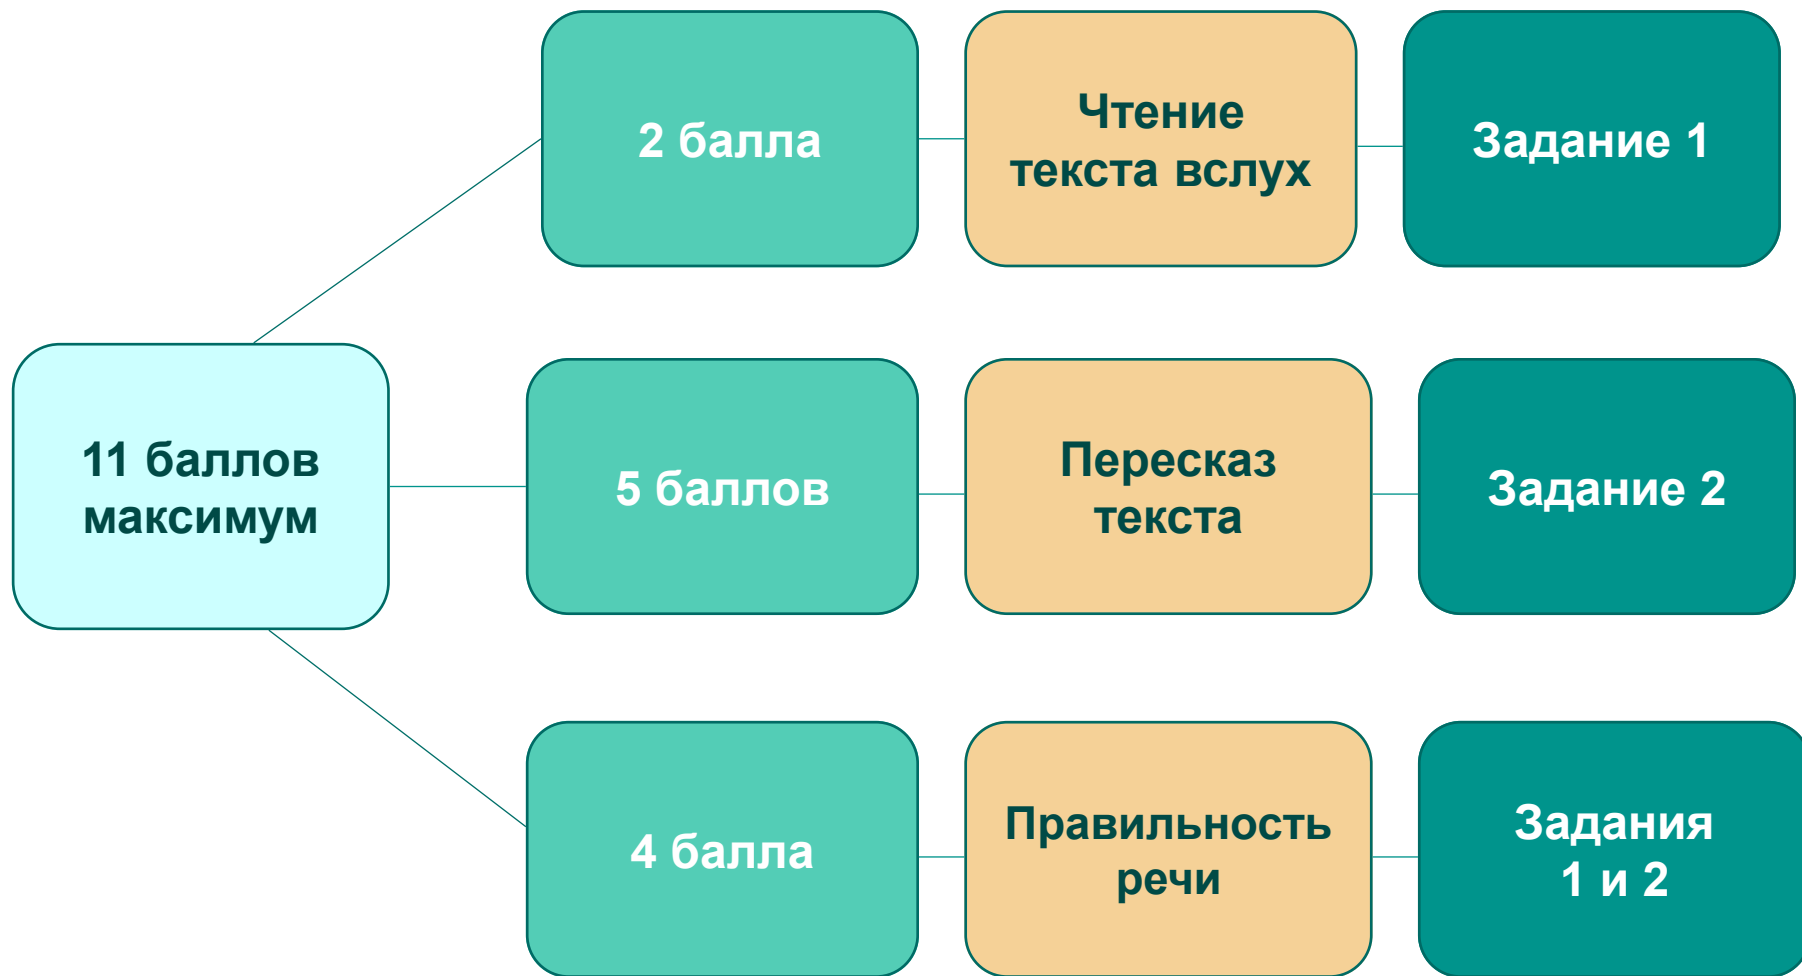 2 балла
Чтение
текста вслух
Задание 1
11 баллов
максимум
5 баллов
Пересказ
текста
Задание 2
4 балла
Правильность
речи
Задания
1 и 2